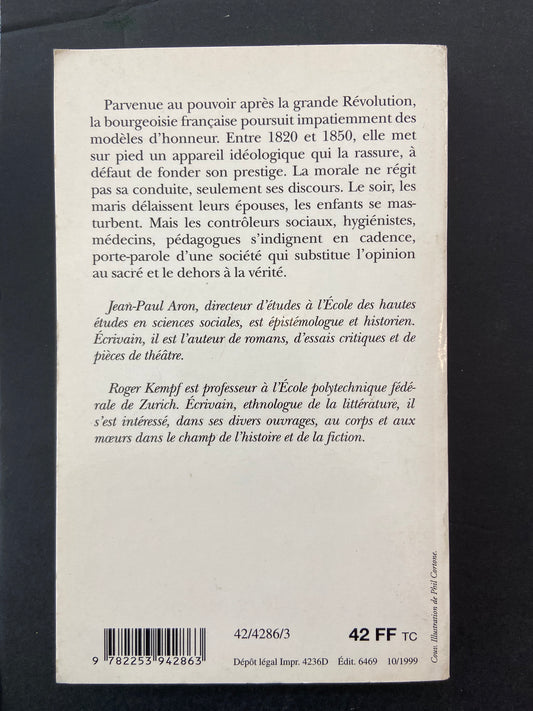 Parvenue au pouvoir après la grande Révolution,
la bourgeoisie française poursuit impatiemment des
modèles d'honneur. Entre 1820 et 1850, elle met
sur pied un appareil idéologique qui la rassure, à
défaut de fonder son prestige. La morale ne régit
pas sa conduite, seulement ses discours. Le soir, les
maris délaissent leurs épouses, les enfants se mas-
turbent. Mais les contrôleurs sociaux, hygiénistes,
médecins, pédagogues s'indignent en cadence,
porte-parole d'une société qui substitue l'opinion
au sacré et le dehors à la vérité.
Jean-Paul Aron, directeur d'études à l'École des hautes
études en sciences sociales, est épistémologue et historien.
Écrivain, il est l'auteur de romans, d'essais critiques et de
pièces de théâtre.
Roger Kempf est professeur à l'École polytechnique fédé-
rale de Zurich. Écrivain, ethnologue de la littérature, il
s'est intéressé, dans ses divers ouvrages, au corps et aux
mœurs dans le champ de l'histoire et de la fiction.
Couv. Illustration de Phil Cortone.
42/4286/3
42 FF TC
9 782253 942863
Dépôt légal Impr. 4236D Édit. 6469 10/1999